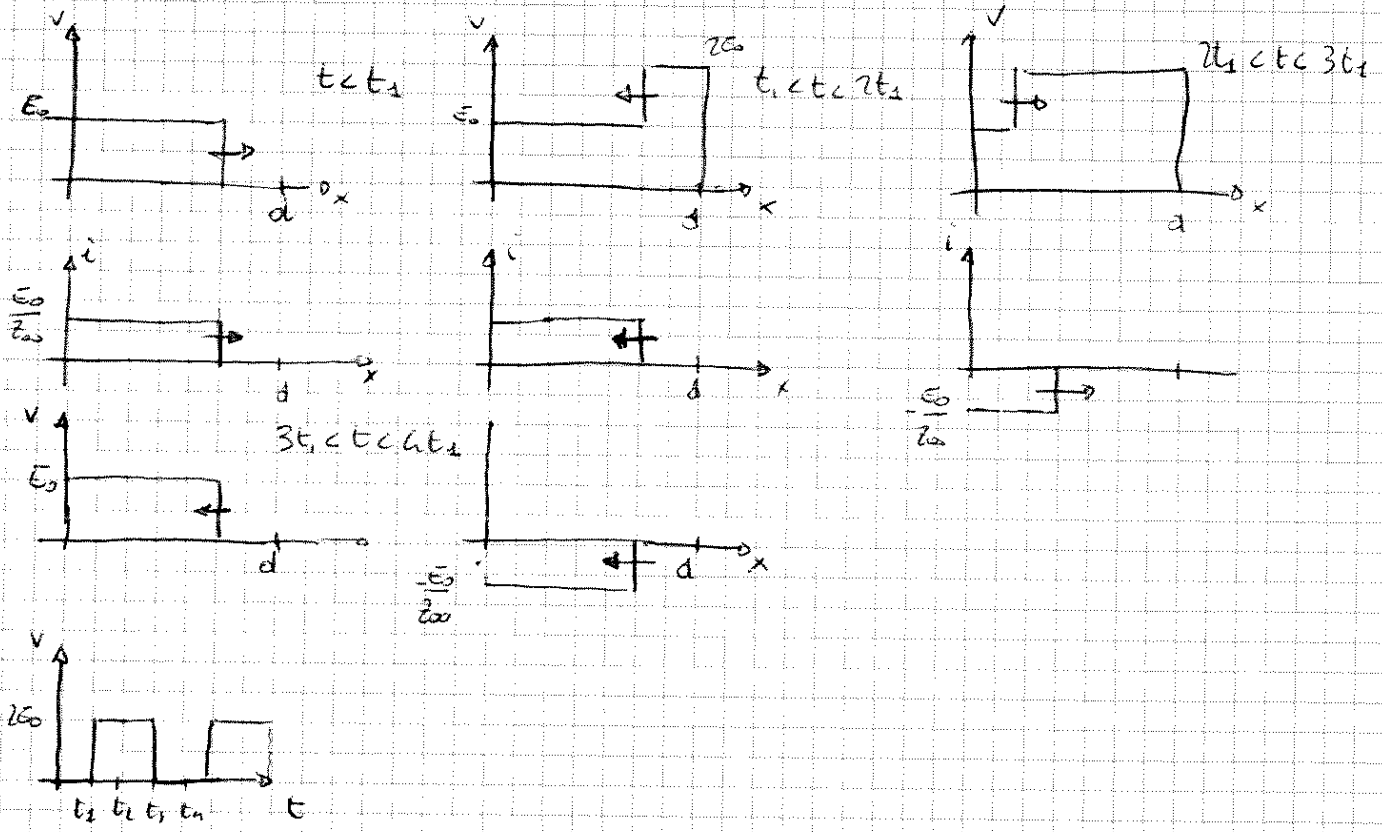 V
E₀
t < t₁
d
x
V
2E₀
E₀
t₁ < t < 2t₁
d
x
V
2t₁ < t < 3t₁
d
x
i
E₀/Z∞
d
x
i
d
x
i
-E₀/Z∞
V
3t₁ < t < 4t₁
E₀
d
-E₀/Z∞
d
x
V
2E₀
t₁ t₂ t₃ t₄ t